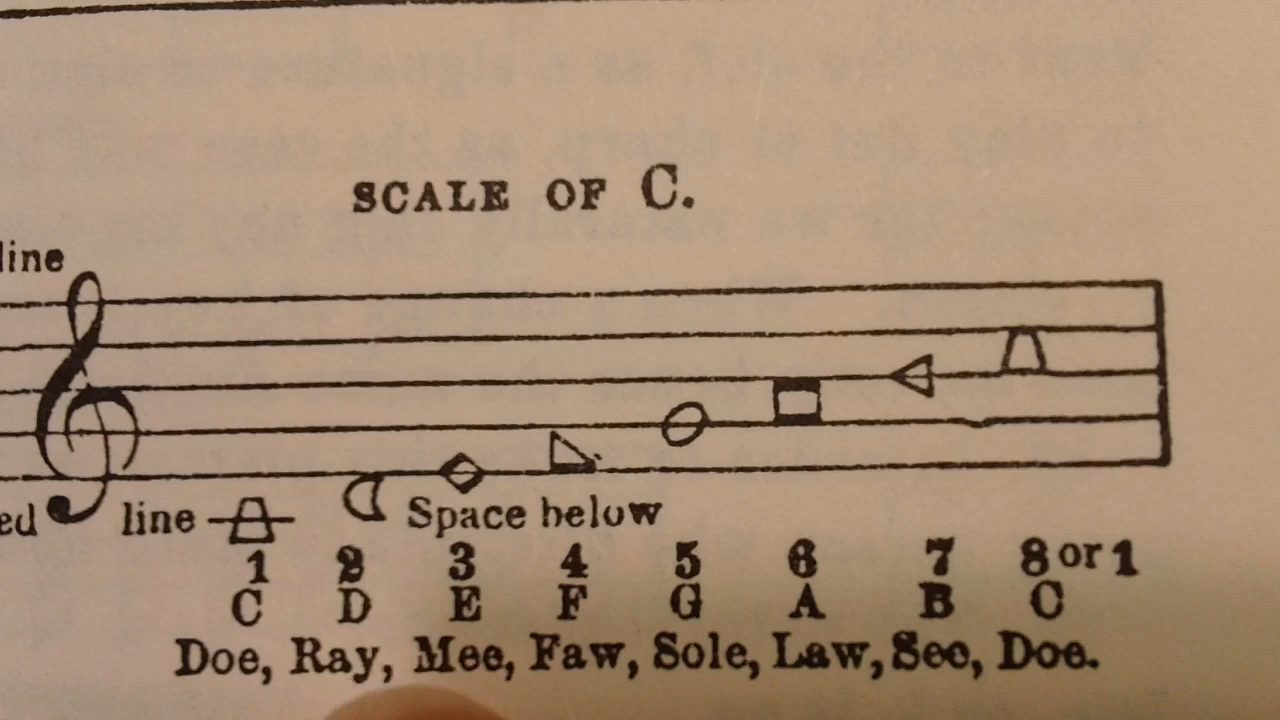 SCALE OF C.
line
ed line Space below
1 2 3 4 5 6 7 8 or 1
C D E F G A B C
Doe, Ray, Mee, Faw, Sole, Law, See, Doe.